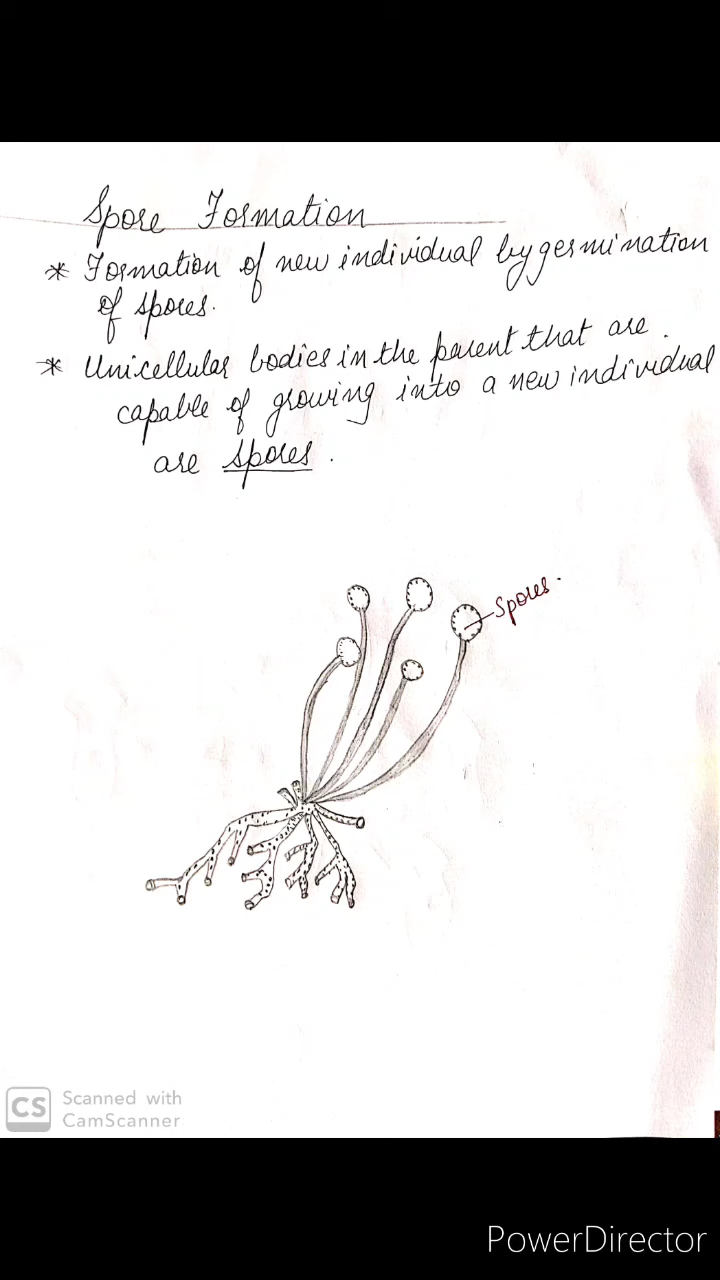 Spore Formation
* Formation of new individual by germination
of spores.
* Unicellular bodies in the parent that are
capable of growing into a new individual
are spores.
Spores.
CS Scanned with
CamScanner
PowerDirector